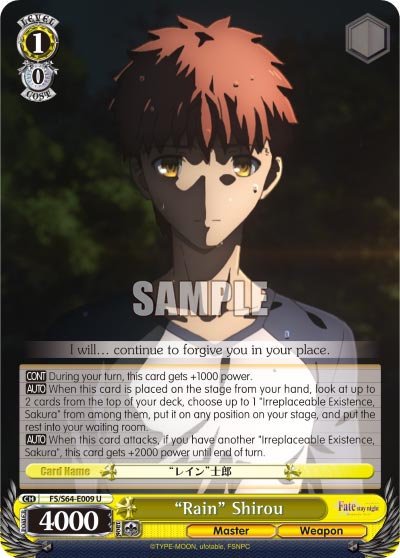 LEVEL
1
0
COST
SAMPLE
I will… continue to forgive you in your place.
CONT During your turn, this card gets +1000 power.
AUTO When this card is placed on the stage from your hand, look at up to
2 cards from the top of your deck, choose up to 1 "Irreplaceable Existence,
Sakura" from among them, put it on any position on your stage, and put the
rest into your waiting room.
AUTO When this card attacks, if you have another "Irreplaceable Existence,
Sakura", this card gets +2000 power until end of turn.
Card Name
“レイン”士郎
CH FS/S64-E009 U
POWER 4000
“Rain” Shirou
Fate/stay night
Master
Weapon
©TYPE-MOON, ufotable, FSNPC